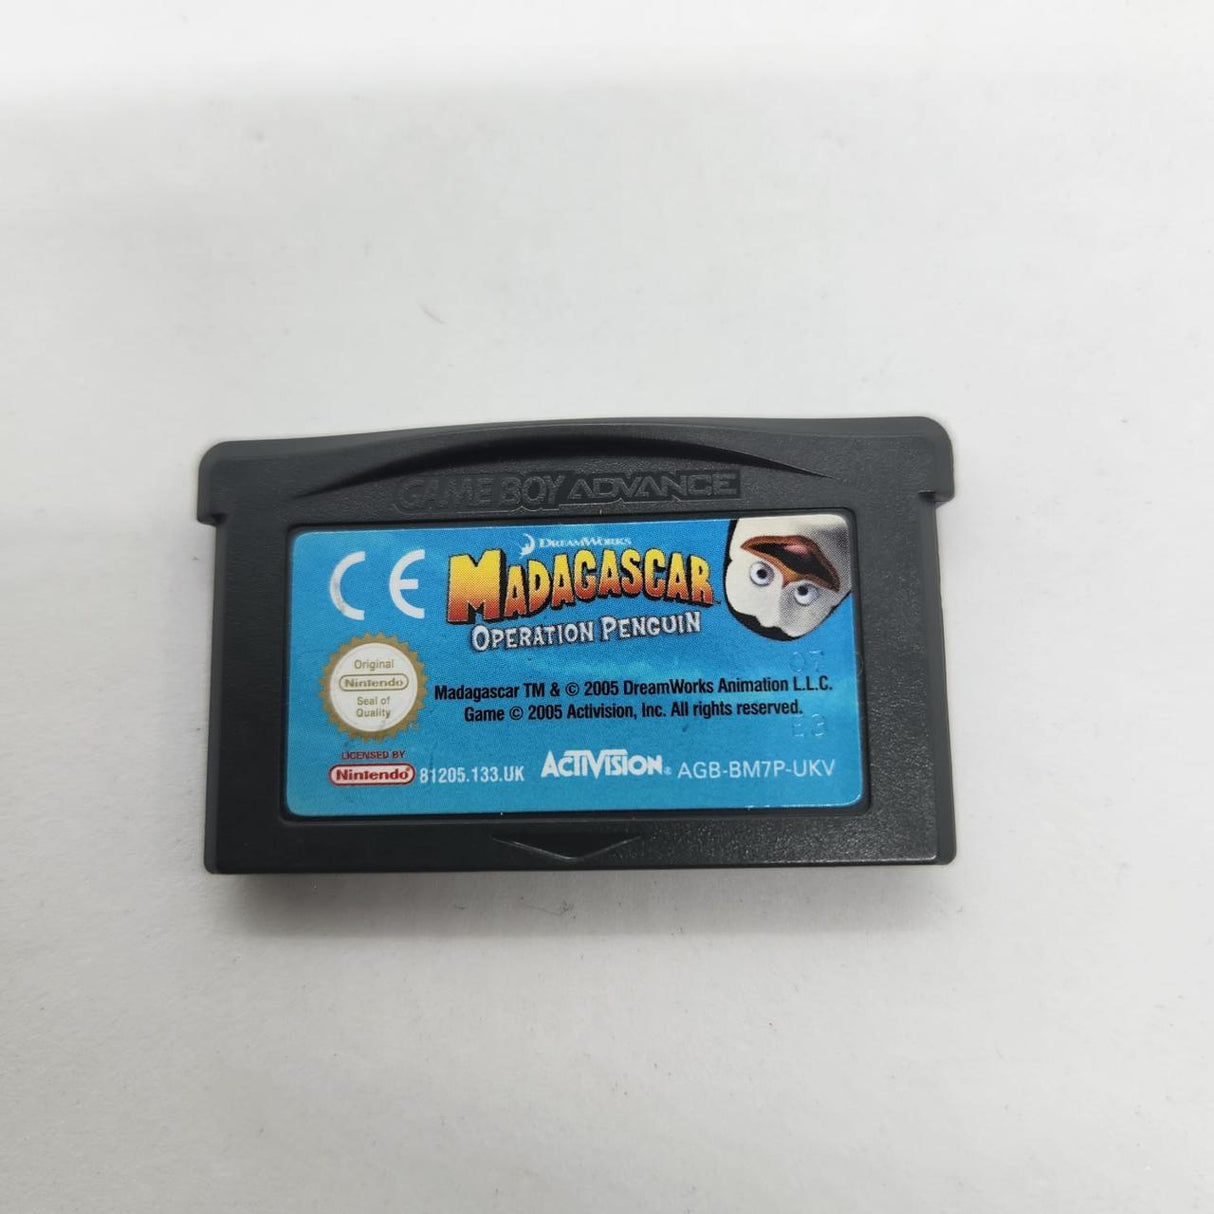 GAME BOY ADVANCE
CE
DREAMWORKS
MADAGASCAR™
OPERATION PENGUIN
Original
Nintendo
Seal of
Quality
Madagascar TM & © 2005 DreamWorks Animation L.L.C.
Game © 2005 Activision, Inc. All rights reserved.
LICENSED BY
Nintendo
81205.133.UK
ACTIVISION® AGB-BM7P-UKV